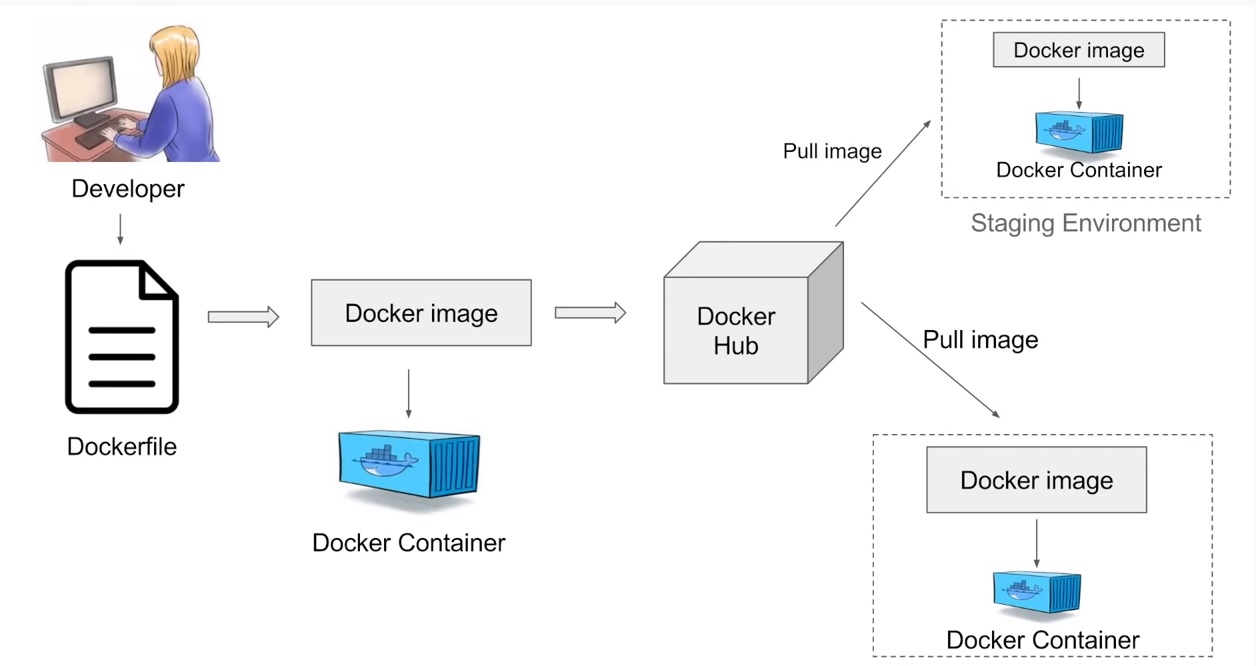 Developer
Dockerfile
Docker image
Docker Container
Docker
Hub
Pull image
Docker image
Docker Container
Staging Environment
Pull image
Docker image
Docker Container